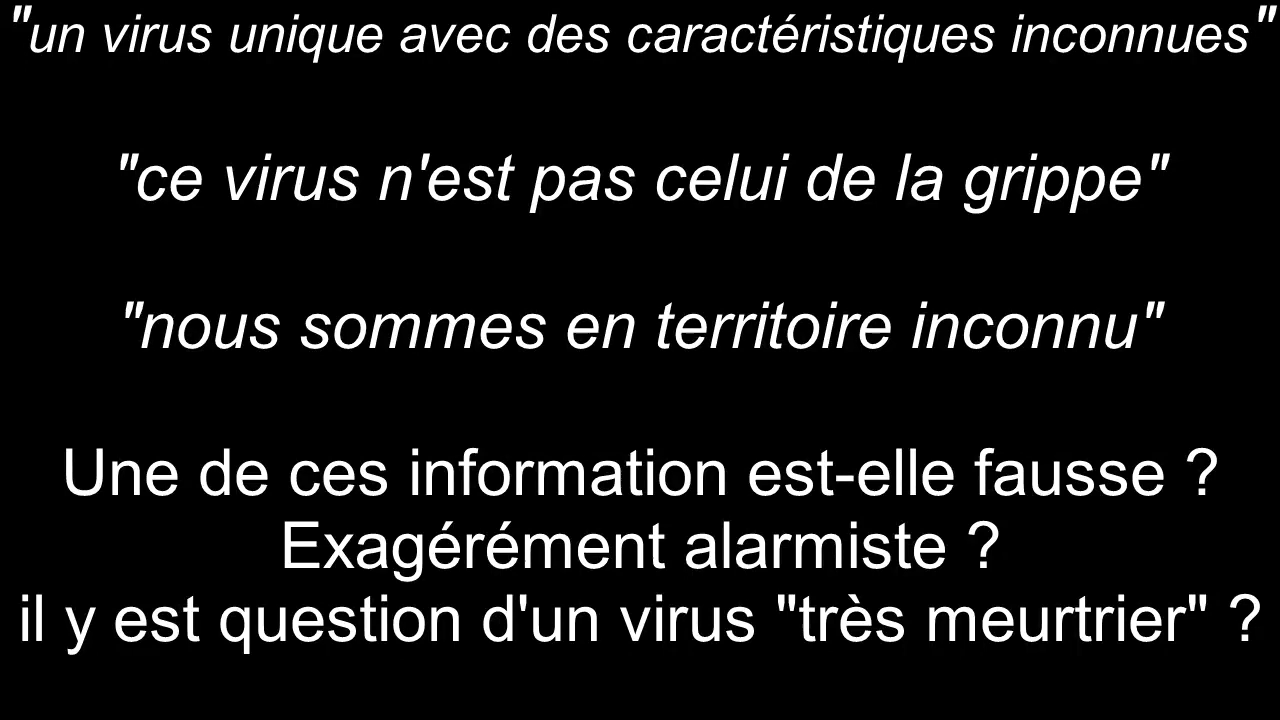 "un virus unique avec des caractéristiques inconnues"
"ce virus n'est pas celui de la grippe"
"nous sommes en territoire inconnu"
Une de ces information est-elle fausse ?
Exagérément alarmiste ?
il y est question d'un virus "très meurtrier" ?